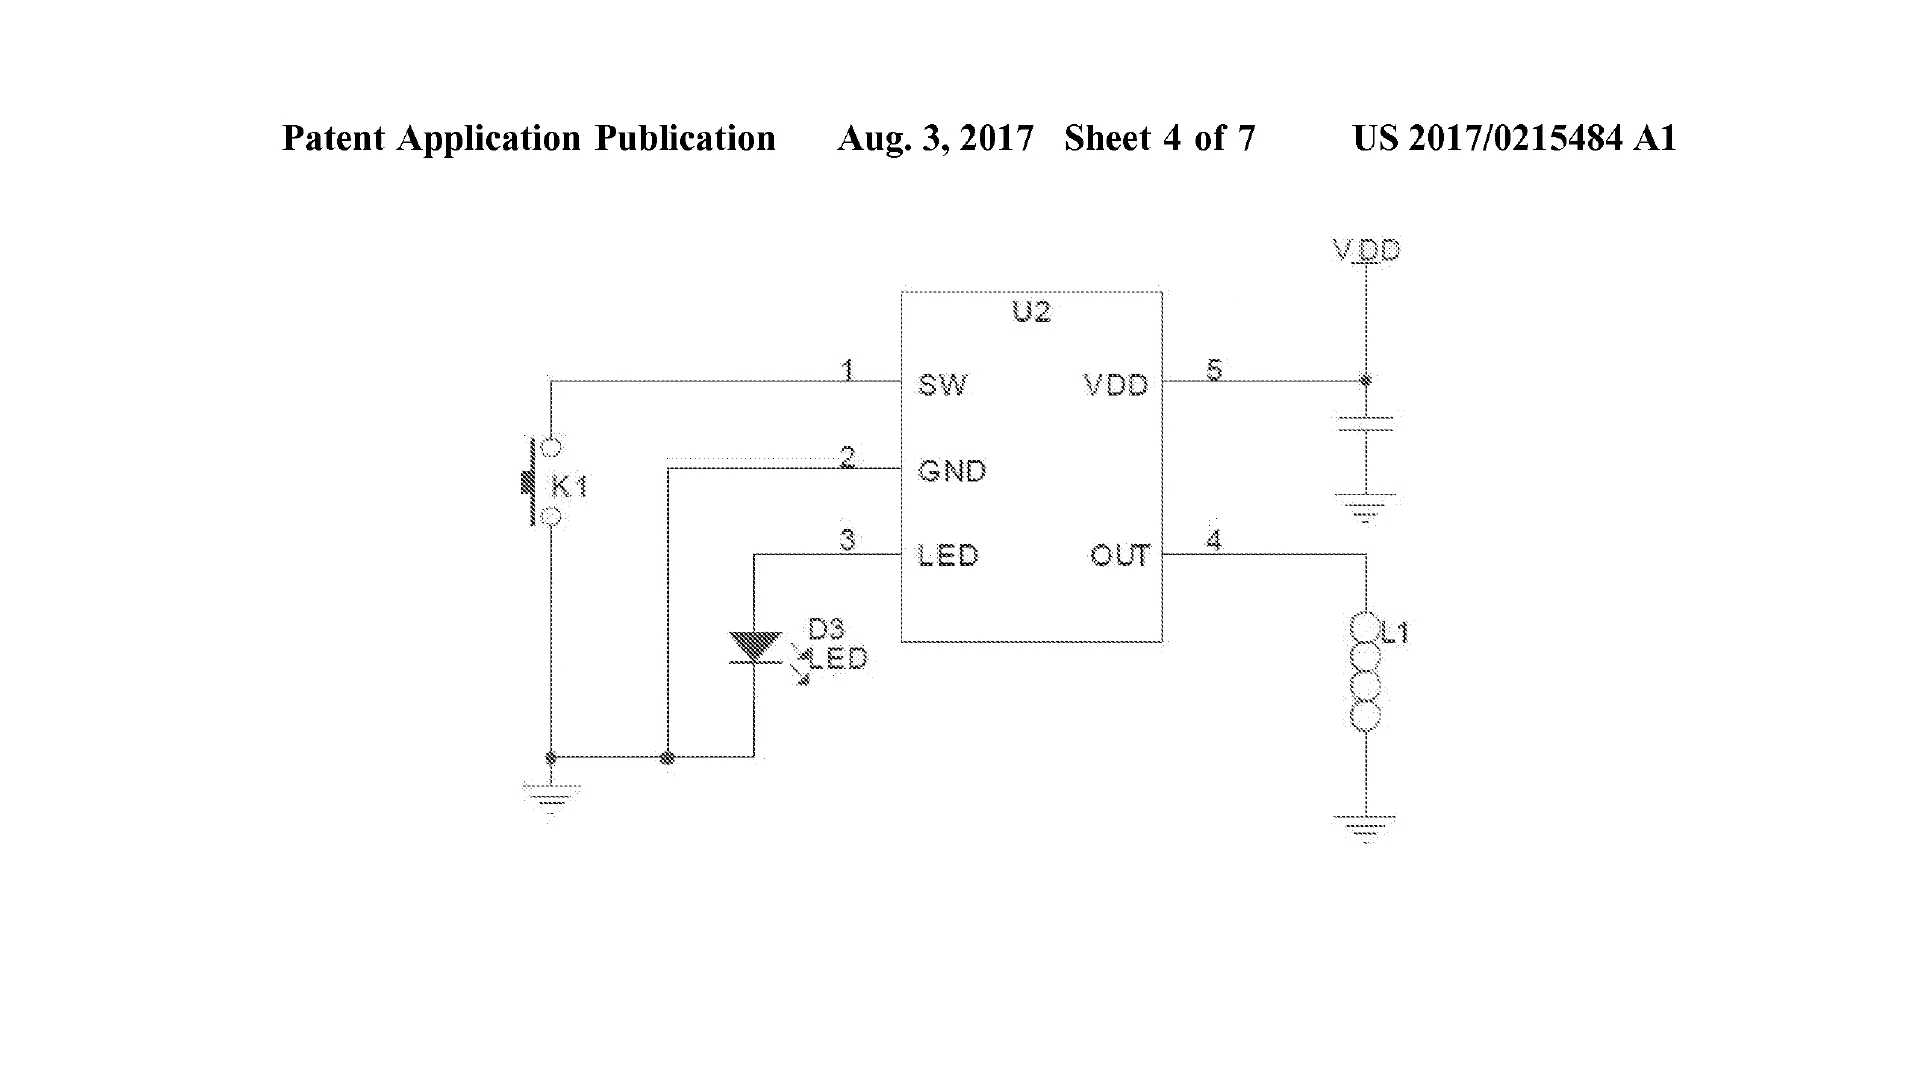 Patent Application Publication Aug. 3, 2017 Sheet 4 of 7 US 2017/0215484 A1
VDD
U2
1 SW VDD 5
K1
2 GND
3 LED OUT 4
D3
LED
L1